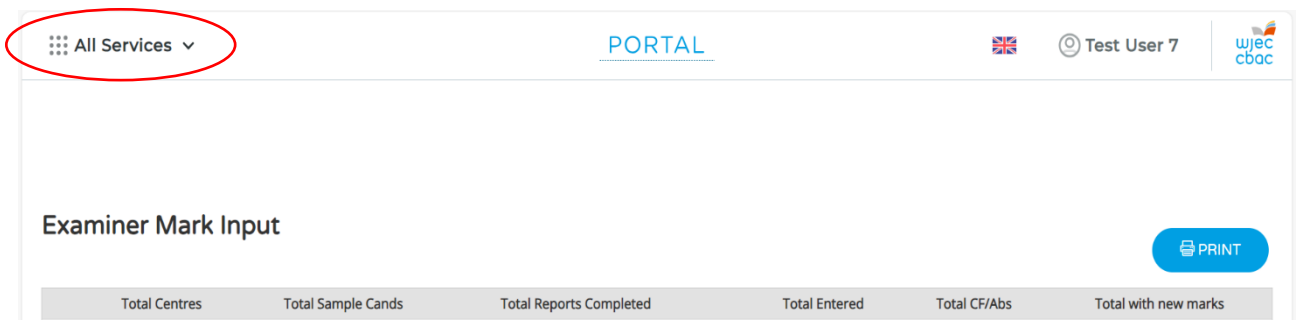 All Services
PORTAL
Test User 7
wjec
cbac
Examiner Mark Input
PRINT
Total Centres Total Sample Cands Total Reports Completed Total Entered Total CF/Abs Total with new marks